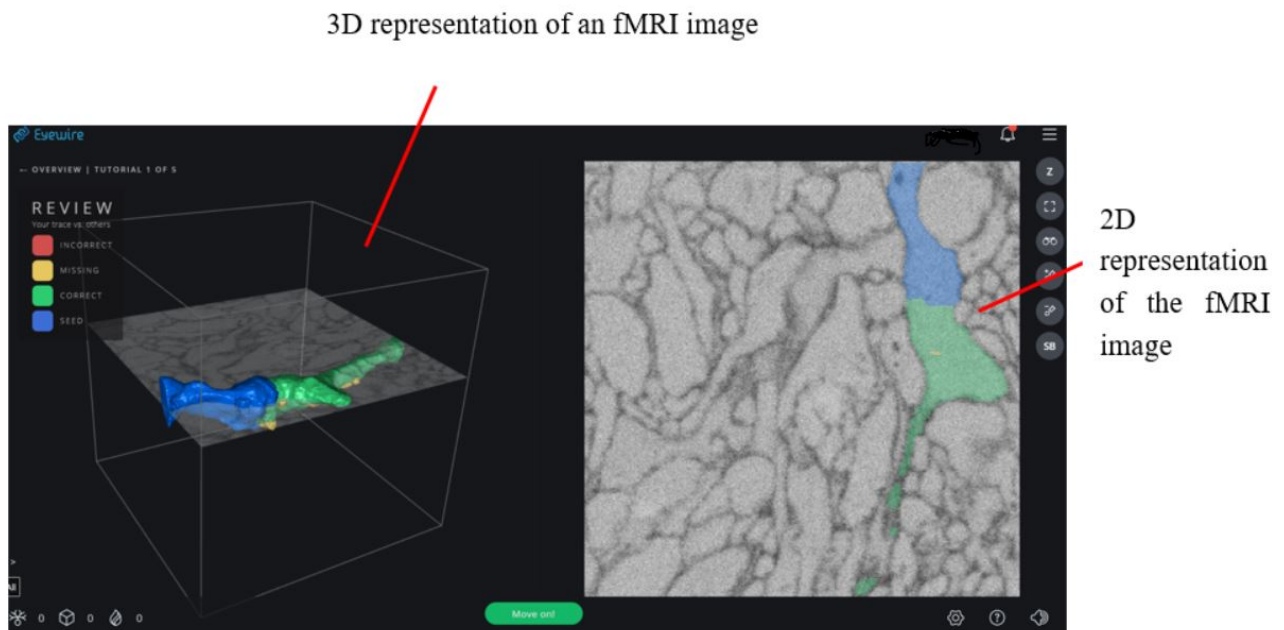 3D representation of an fMRI image
Eyewire
← OVERVIEW | TUTORIAL 1 OF 5
REVIEW
Your trace vs. others
INCORRECT
MISSING
CORRECT
SEED
Z
SB
2D
representation
of the fMRI
image
>
0 0 0
Move on!
?